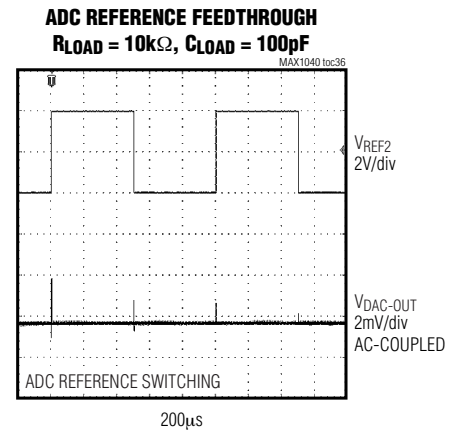 ADC REFERENCE FEEDTHROUGH
RLOAD = 10kΩ, CLOAD = 100pF
MAX1040 toc36
VREF2
2V/div
VDAC-OUT
2mV/div
AC-COUPLED
ADC REFERENCE SWITCHING
200µs